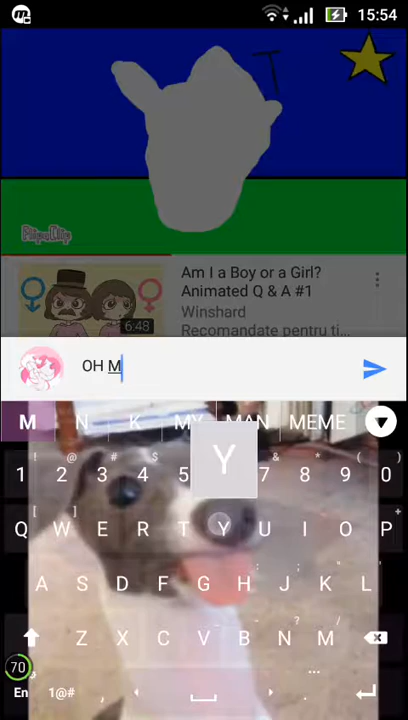 15:54
FlipaClip
Am I a Boy or a Girl?
Animated Q & A #1
Winshard
Recomandate pentru ti...
6:48
OH M
M N K MY MAN MEME
Y
! @ # $ & * ( )
1 2 3 4 5 7 8 9 0
[ ] +
Q W E R T Y U I O P
A S D F G H J K L
Z X C V B N M
70
En 1@# , .